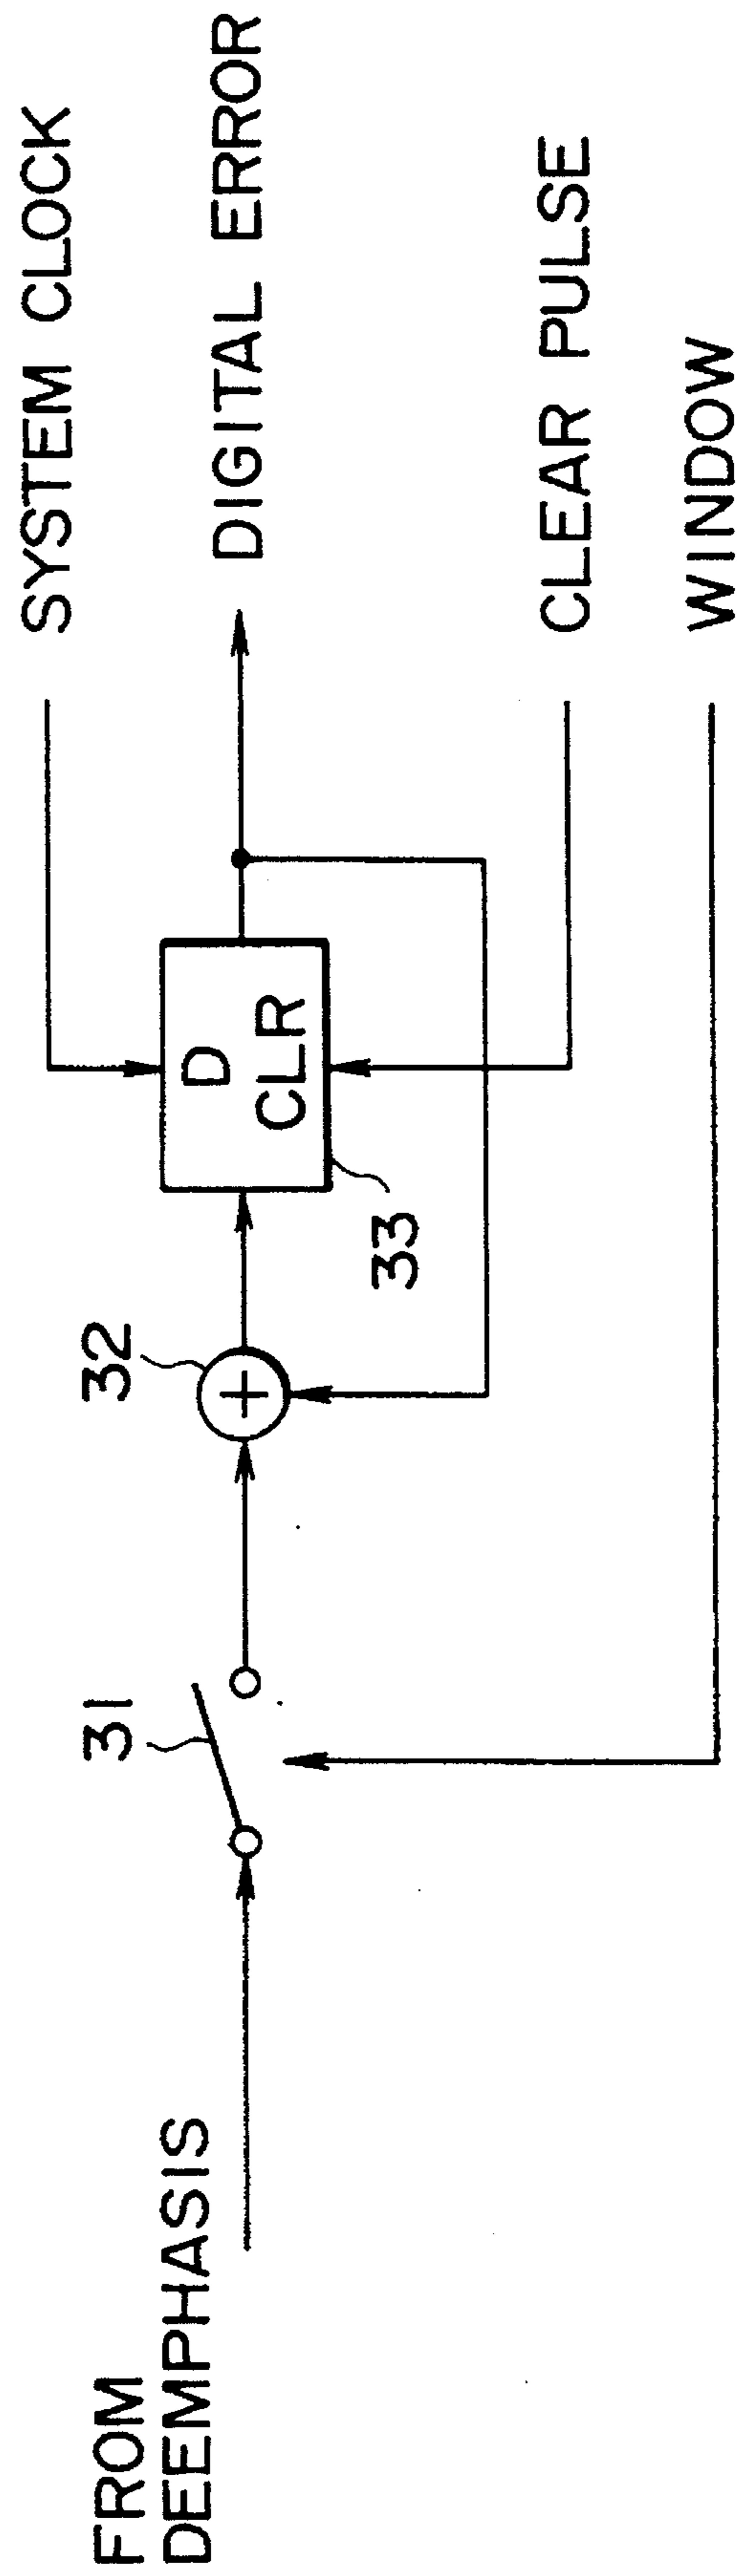 FROM
DEEMPHASIS
31
32
+
D
CLR
33
SYSTEM CLOCK
DIGITAL ERROR
CLEAR PULSE
WINDOW